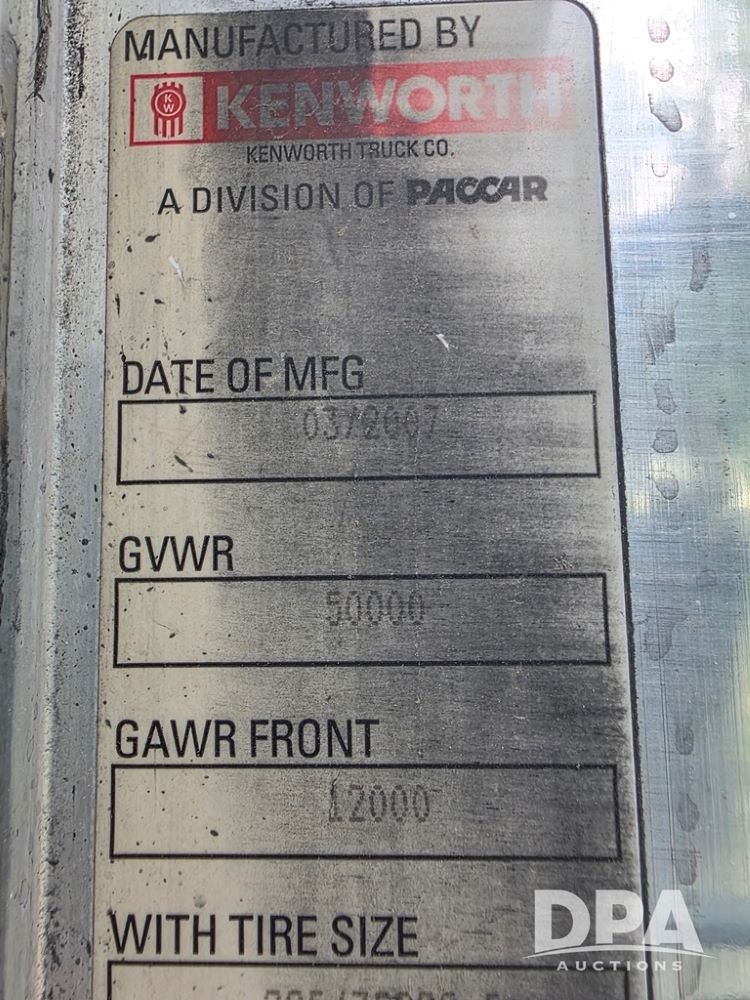 MANUFACTURED BY
KW KENWORTH
KENWORTH TRUCK CO.
A DIVISION OF PACCAR
DATE OF MFG
03/2007
GVWR
50000
GAWR FRONT
12000
WITH TIRE SIZE
DPA
AUCTIONS